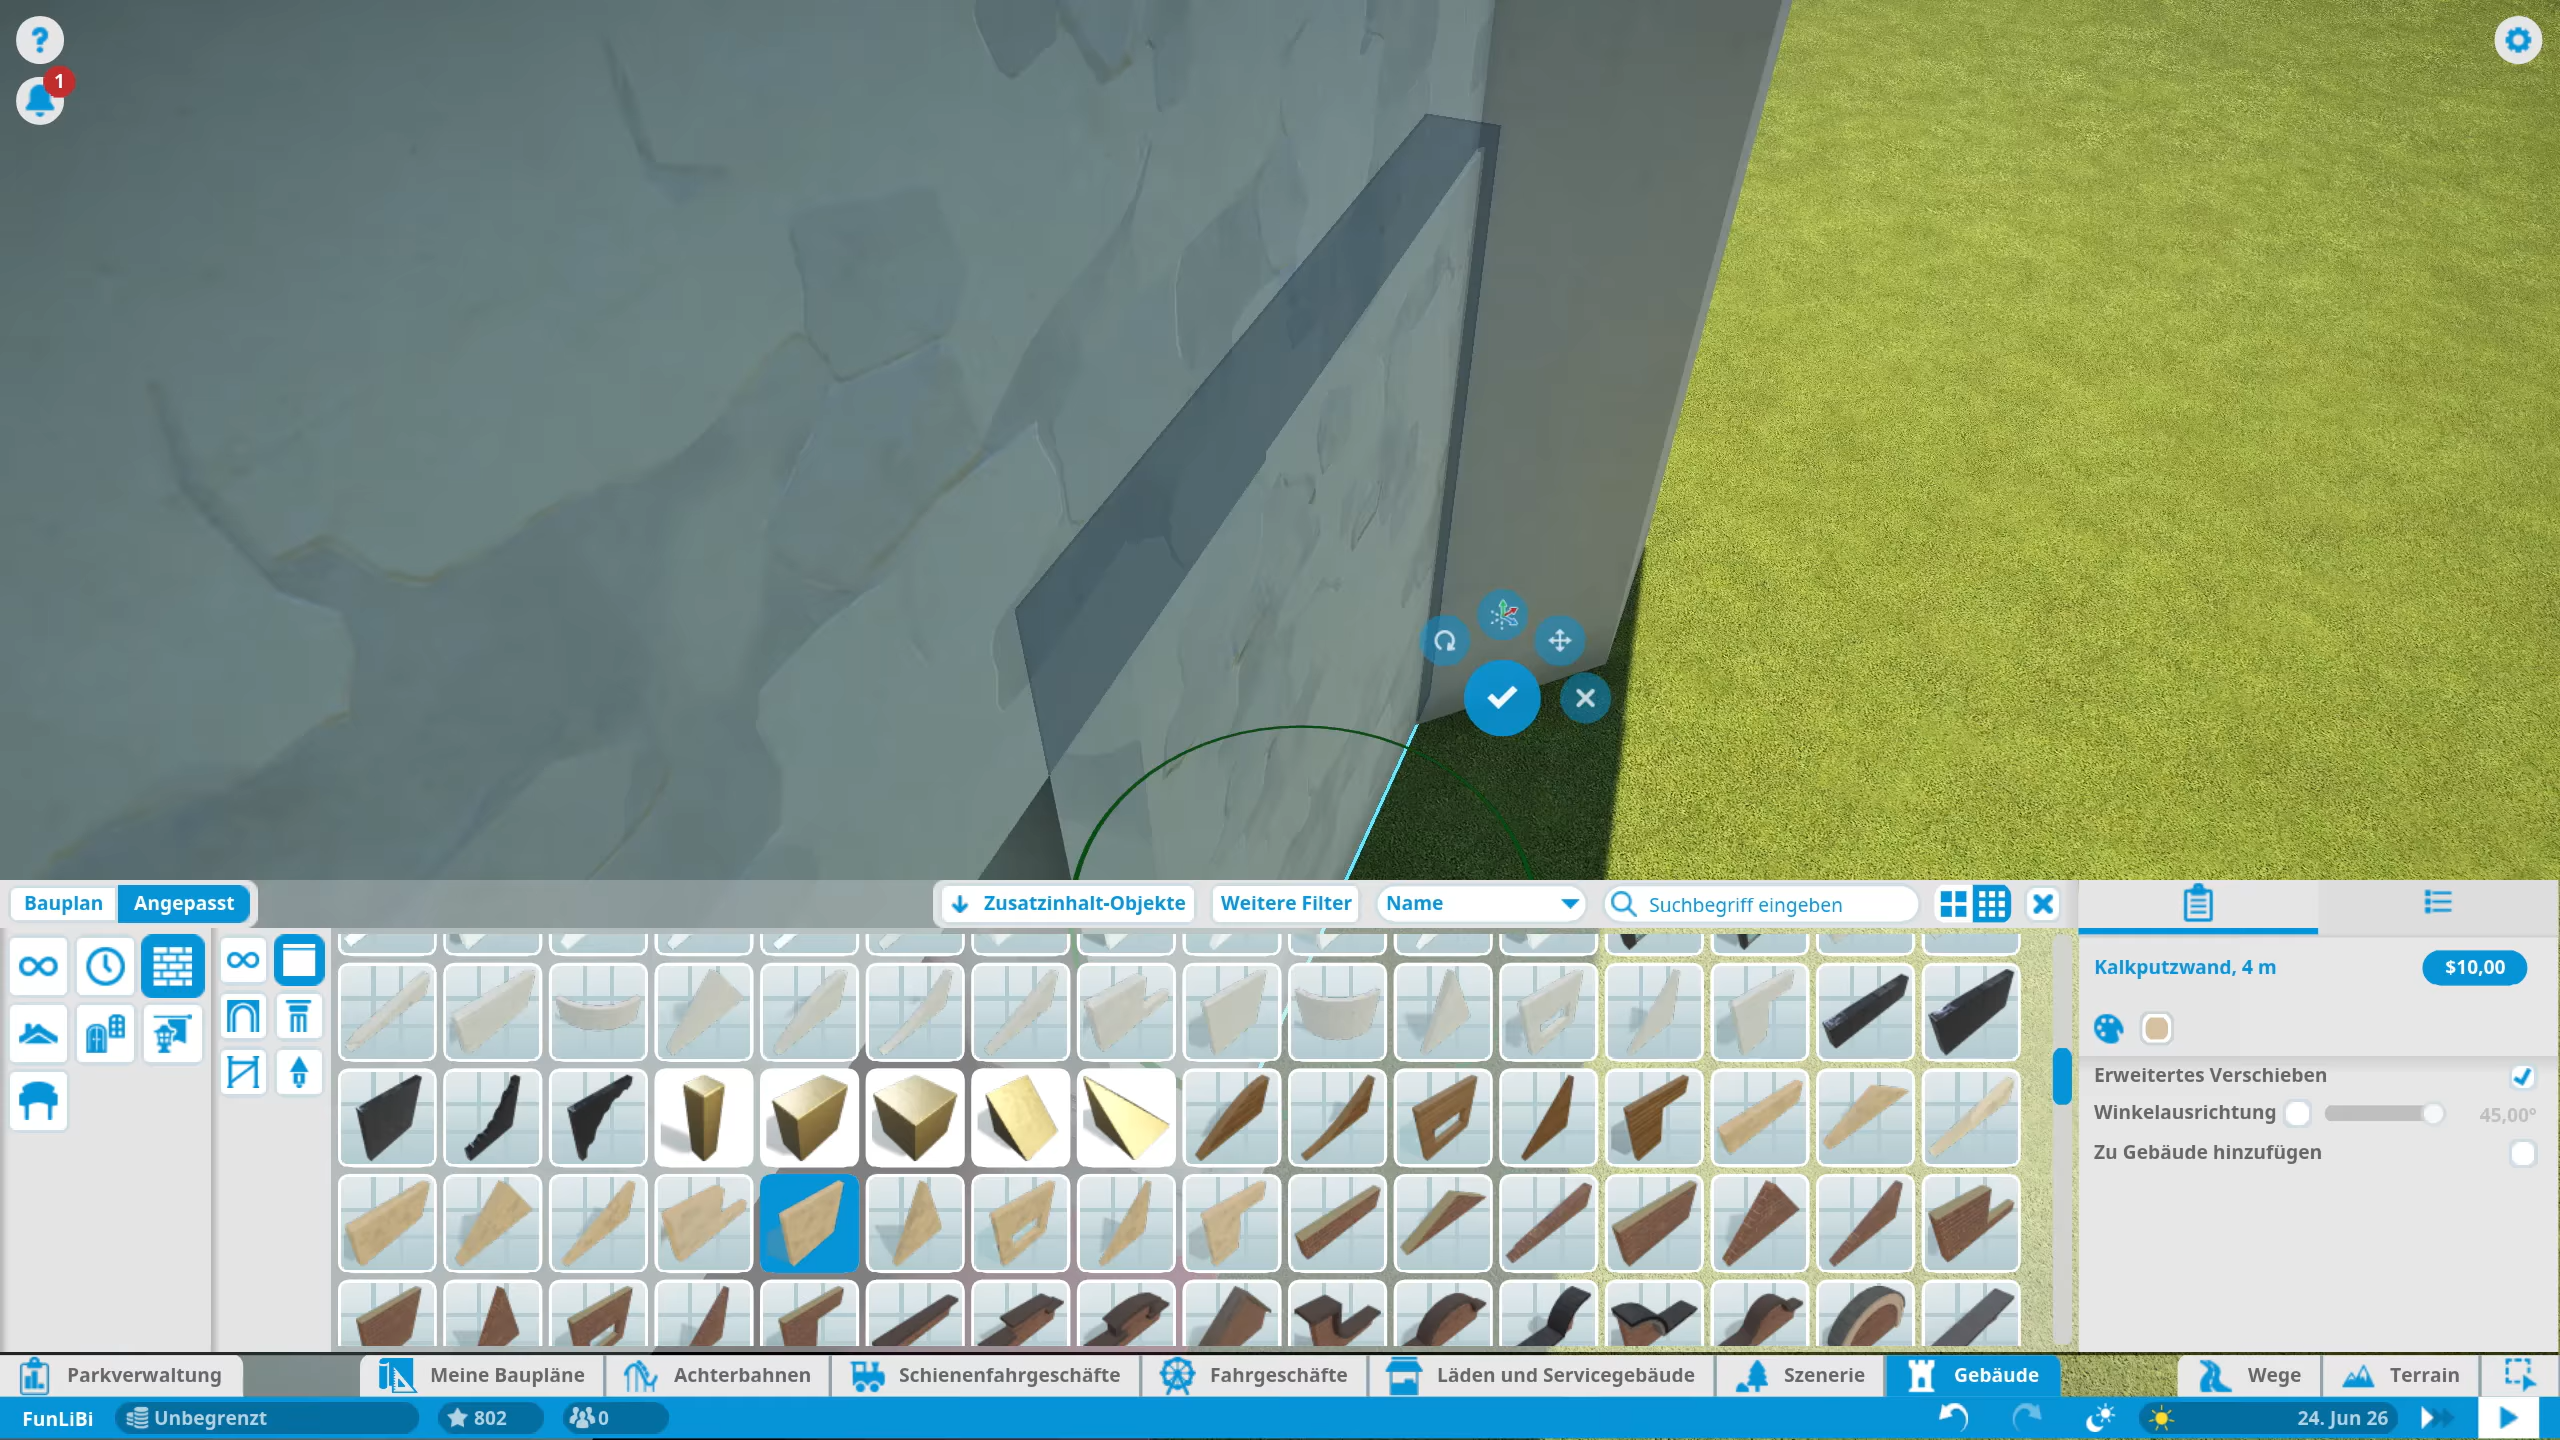 1
Bauplan
Angepasst
Zusatzinhalt-Objekte
Weitere Filter
Name
Suchbegriff eingeben
Kalkputzwand, 4 m
$10,00
Erweitertes Verschieben
Winkelausrichtung
45,00°
Zu Gebäude hinzufügen
Parkverwaltung
Meine Baupläne
Achterbahnen
Schienenfahrgeschäfte
Fahrgeschäfte
Läden und Servicegebäude
Szenerie
Gebäude
Wege
Terrain
FunLiBi
Unbegrenzt
802
0
24. Jun 26